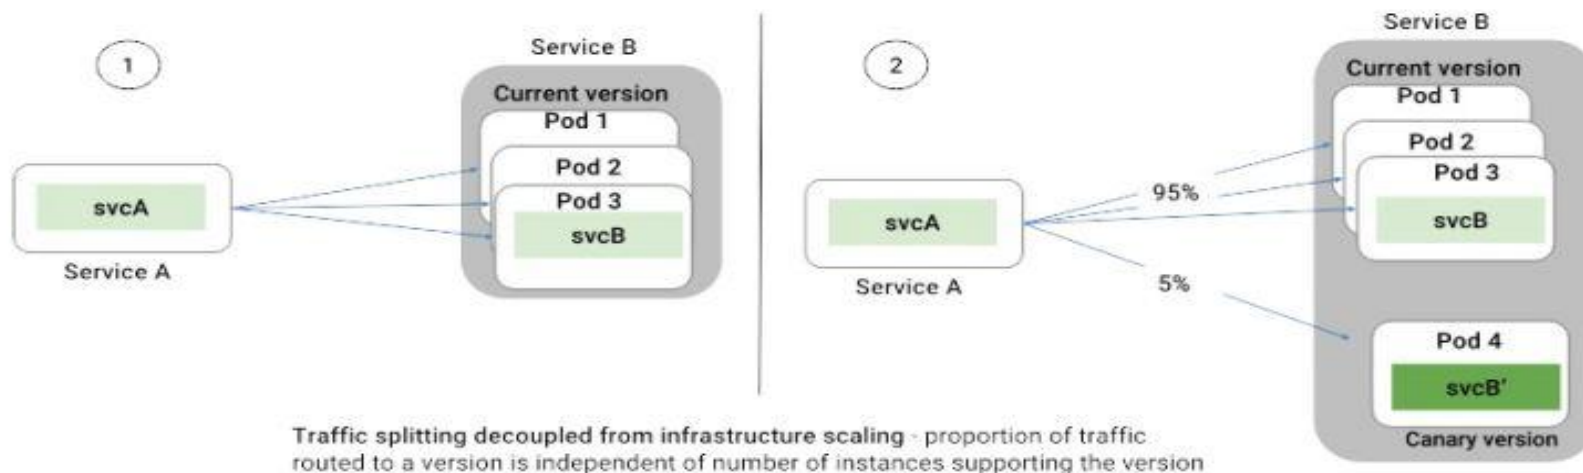 1
Service B
Current version
Pod 1
Pod 2
Pod 3
svcB
svcA
Service A
2
Service B
Current version
Pod 1
Pod 2
Pod 3
svcB
95%
svcA
Service A
5%
Pod 4
svcB'
Canary version
Traffic splitting decoupled from infrastructure scaling - proportion of traffic
routed to a version is independent of number of instances supporting the version